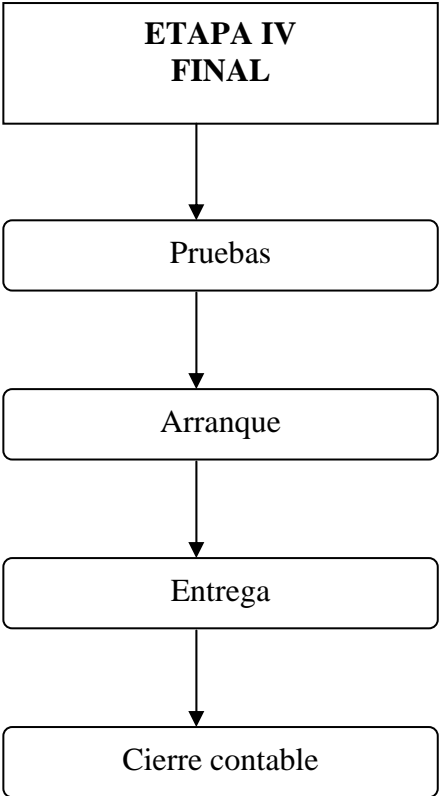 ETAPA IV
FINAL
Pruebas
Arranque
Entrega
Cierre contable